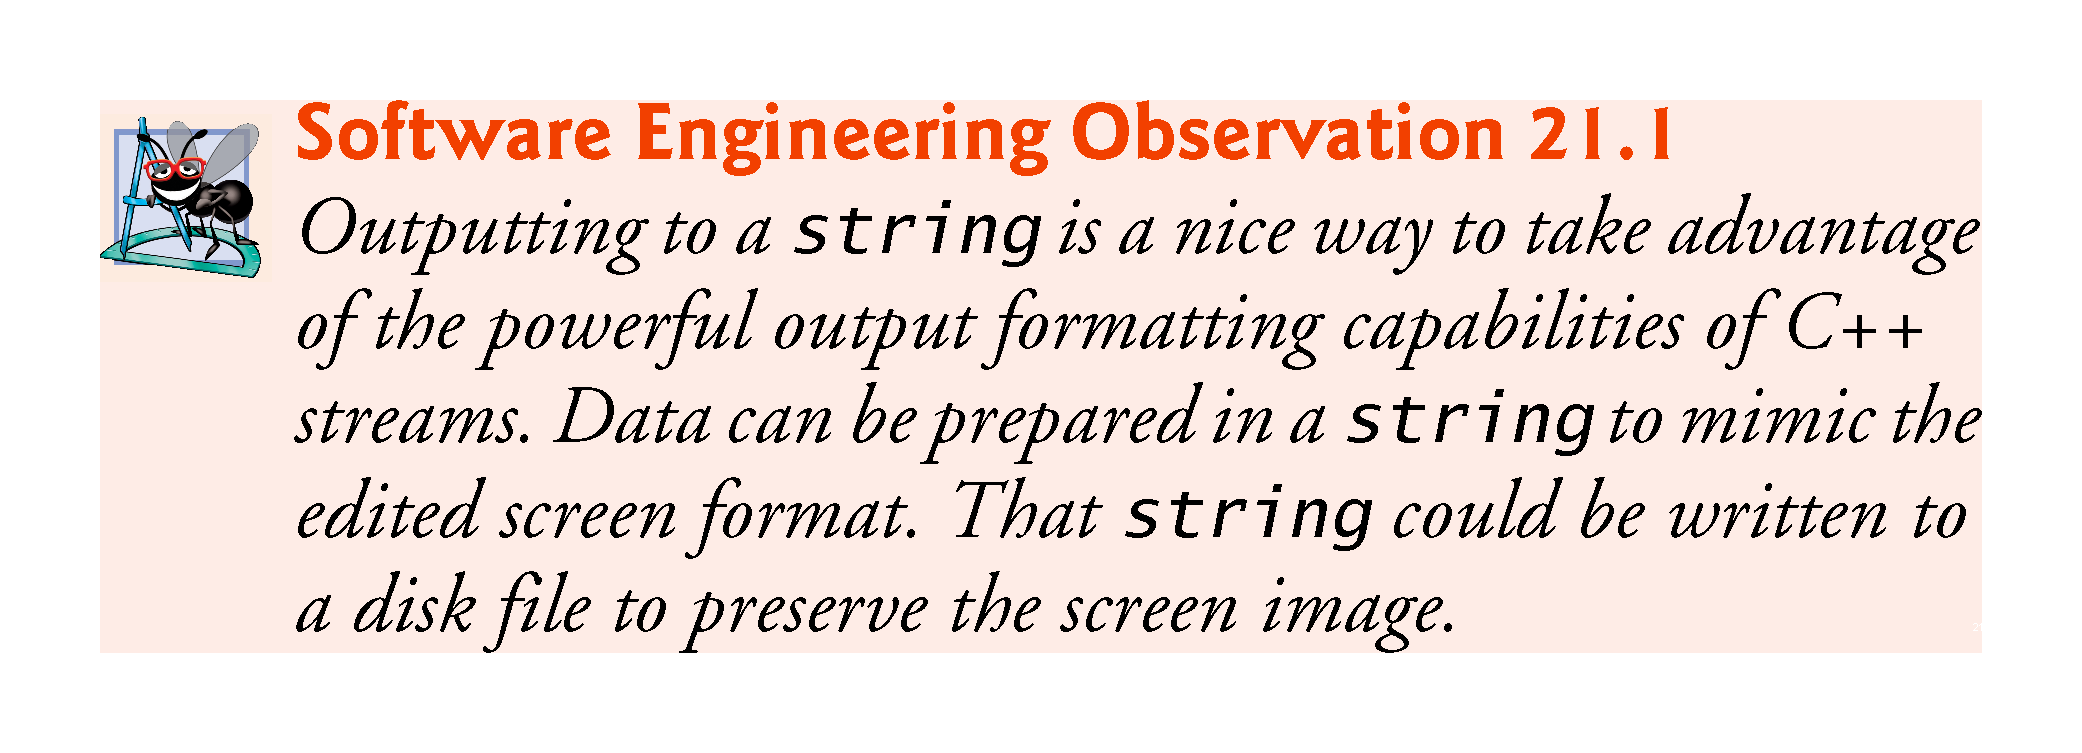 Software Engineering Observation 21.1
Outputting to a string is a nice way to take advantage
of the powerful output formatting capabilities of C++
streams. Data can be prepared in a string to mimic the
edited screen format. That string could be written to
a disk file to preserve the screen image.